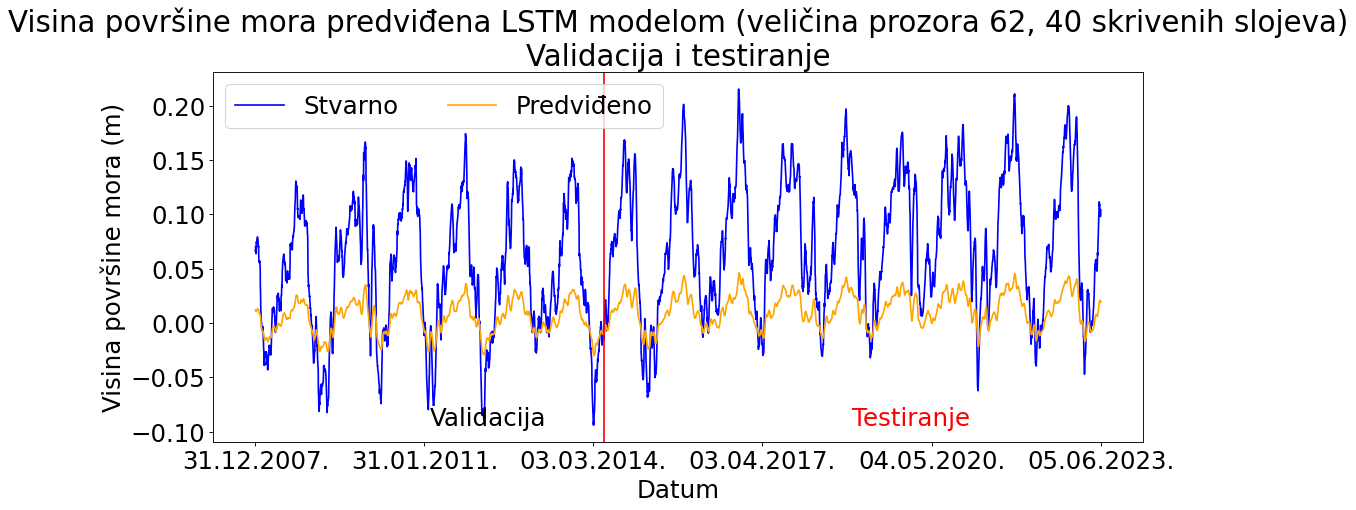 Visina površine mora predviđena LSTM modelom (veličina prozora 62, 40 skrivenih slojeva)
Validacija i testiranje
Stvarno
Predviđeno
Visina površine mora (m)
0.20
0.15
0.10
0.05
0.00
−0.05
−0.10
Validacija
Testiranje
31.12.2007.
31.01.2011.
03.03.2014.
03.04.2017.
04.05.2020.
05.06.2023.
Datum